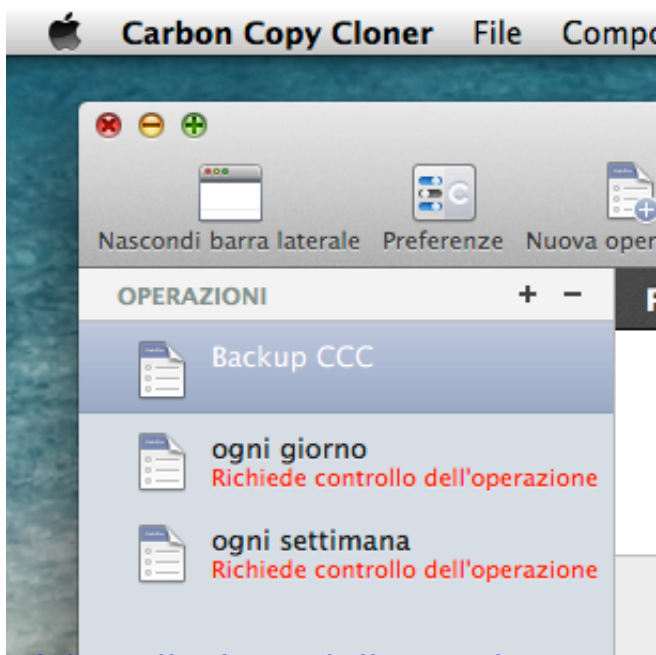 Carbon Copy Cloner File
Nascondi barra laterale Preferenze Nuova
OPERAZIONI + -
Backup CCC
ogni giorno
Richiede controllo dell'operazione
ogni settimana
Richiede controllo dell'operazione